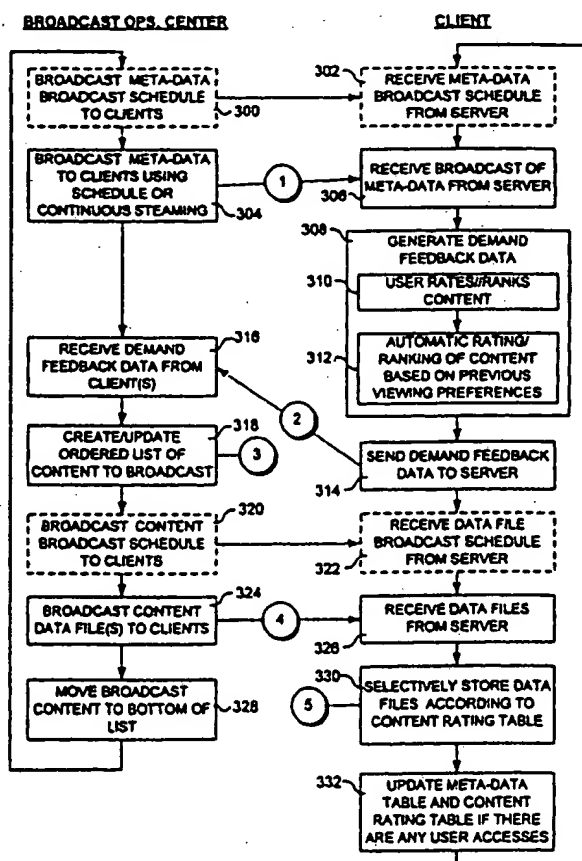 BROADCAST OPS. CENTER
CLIENT
BROADCAST META-DATA
BROADCAST SCHEDULE
TO CLIENTS
300
302
RECEIVE META-DATA
BROADCAST SCHEDULE
FROM SERVER
BROADCAST META-DATA
TO CLIENTS USING
SCHEDULE OR
CONTINUOUS STEAMING
304
1
RECEIVE BROADCAST OF
META-DATA FROM SERVER
306
308
GENERATE DEMAND
FEEDBACK DATA
310
USER RATES//RANKS
CONTENT
312
AUTOMATIC RATING/
RANKING OF CONTENT
BASED ON PREVIOUS
VIEWING PREFERENCES
316
RECEIVE DEMAND
FEEDBACK DATA FROM
CLIENT(S)
2
318
CREATE/UPDATE
ORDERED LIST OF
CONTENT TO BROADCAST
3
SEND DEMAND FEEDBACK
DATA TO SERVER
314
320
BROADCAST CONTENT
BROADCAST SCHEDULE
TO CLIENTS
RECEIVE DATA FILE
BROADCAST SCHEDULE
FROM SERVER
322
324
BROADCAST CONTENT
DATA FILE(S) TO CLIENTS
4
RECEIVE DATA FILES
FROM SERVER
326
MOVE BROADCAST
CONTENT TO BOTTOM OF
LIST
328
330
SELECTIVELY STORE DATA
FILES ACCORDING TO
CONTENT RATING TABLE
5
332
UPDATE META-DATA
TABLE AND CONTENT
RATING TABLE IF THERE
ARE ANY USER ACCESSES